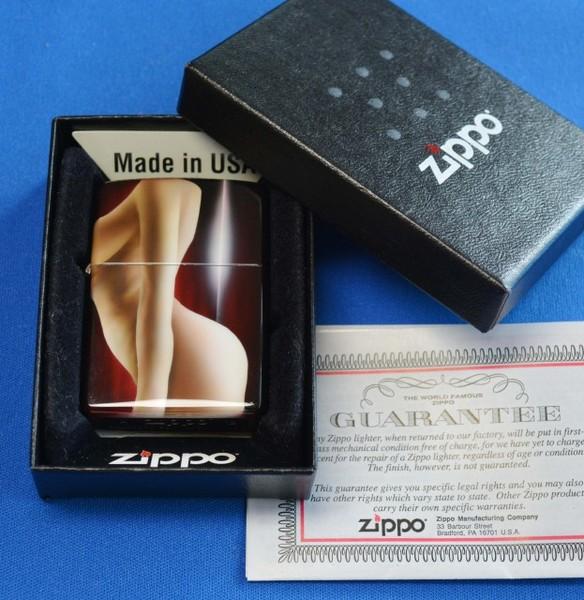 Made in USA
Zippo
Zippo
THE WORLD FAMOUS
ZIPPO
GUARANTEE
Zippo lighter, when returned to our factory, will be put in first-
mechanical condition free of charge, for we have yet to charge
cent for the repair of a Zippo lighter, regardless of age or condition
The finish, however, is not guaranteed.
This guarantee gives you specific legal rights and you may also
have other rights which vary state to state. Other Zippo product
carry their own specific warranties.
Zippo
Zippo Manufacturing Company
33 Barbour Street
Bradford, PA 16701 U.S.A.